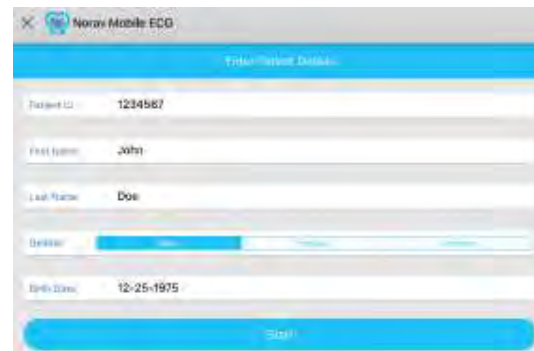 Norav Mobile ECG
Enter Patient Details
Patient ID 1234567
First Name John
Last Name Doe
Gender
Birth Date 12-25-1975
Start